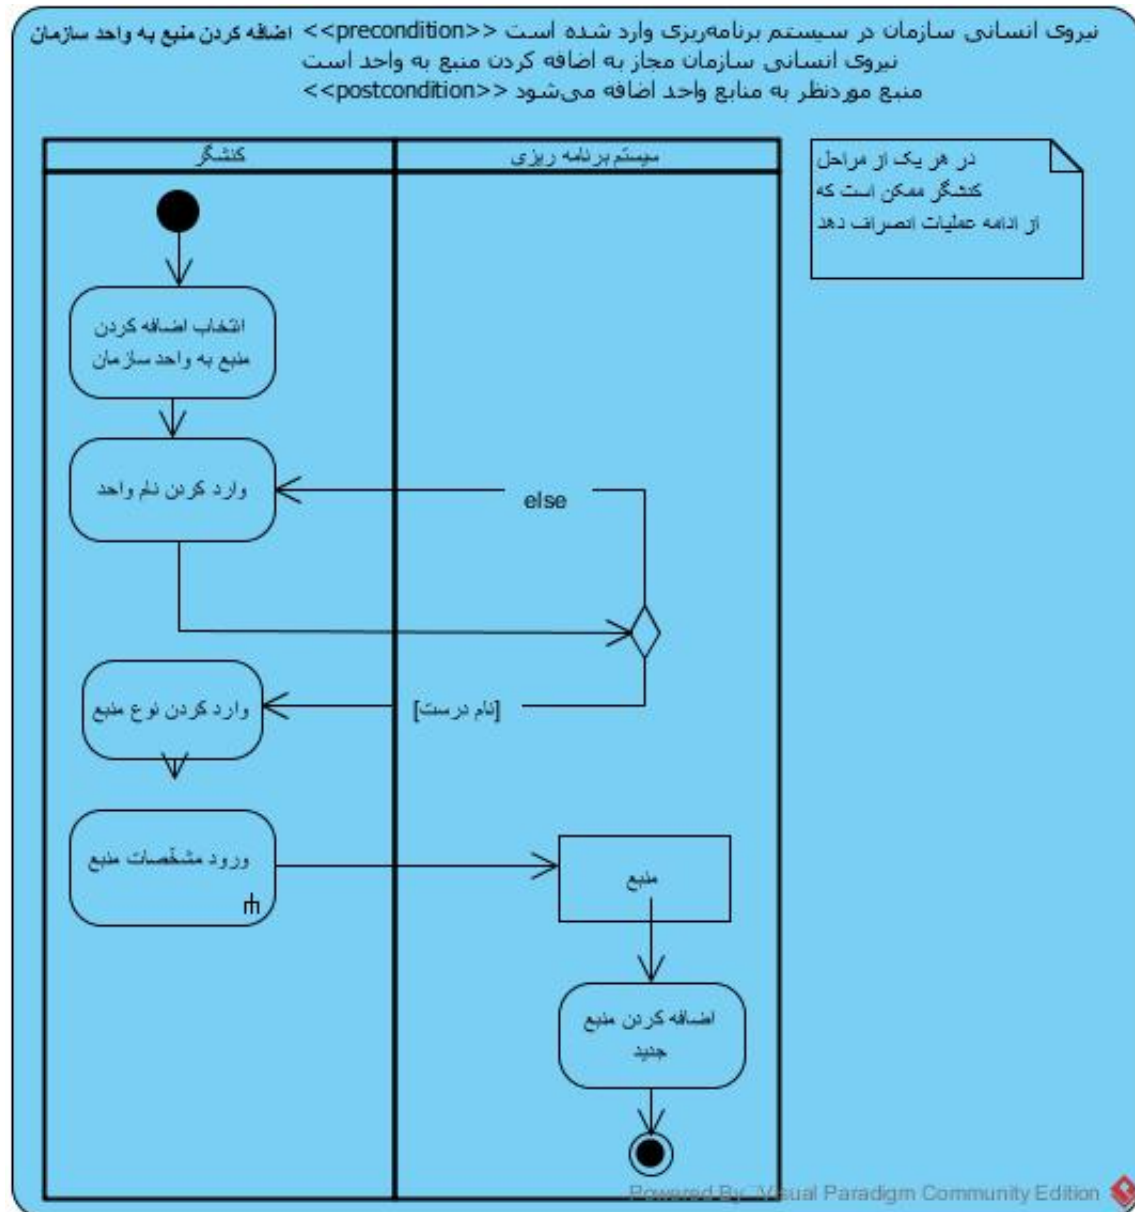 اضافه کردن منبع به واحد سازمان <<precondition>> نیروی انسانی سازمان در سیستم برنامه‌ریزی وارد شده است
نیروی انسانی سازمان مجاز به اضافه کردن منبع به واحد است
<<postcondition>> منبع موردنظر به منابع واحد اضافه می‌شود
کنشگر
سیستم برنامه ریزی
در هر یک از مراحل
کنشگر ممکن است که
از ادامه عملیات انصراف دهد
انتخاب اضافه کردن
منبع به واحد سازمان
وارد کردن نام واحد
else
وارد کردن نوع منبع
[نام درست]
ورود مشخّصات منبع
منبع
اضافه کردن منبع
جدید
Powered By Visual Paradigm Community Edition